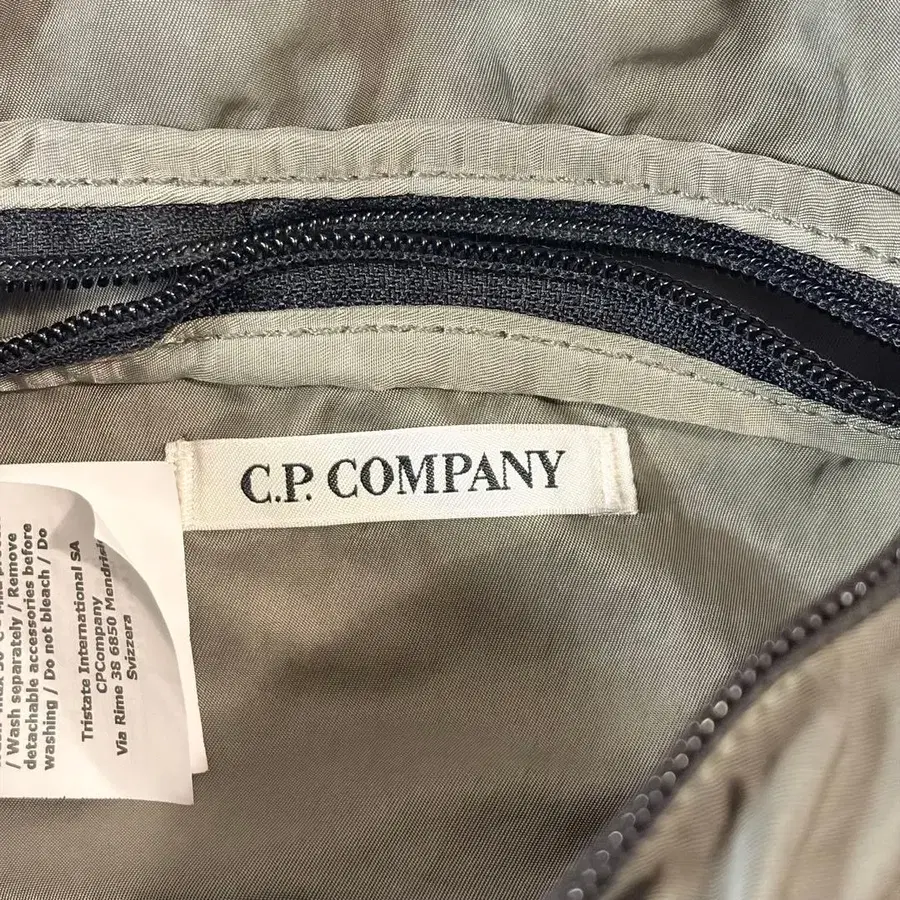 C.P. COMPANY
/ Wash separately / Remove
detachable accessories before
washing / Do not bleach / Do
Tristate International SA
CPCompany
Via Rime 38 6850 Mendrisio
Svizzera